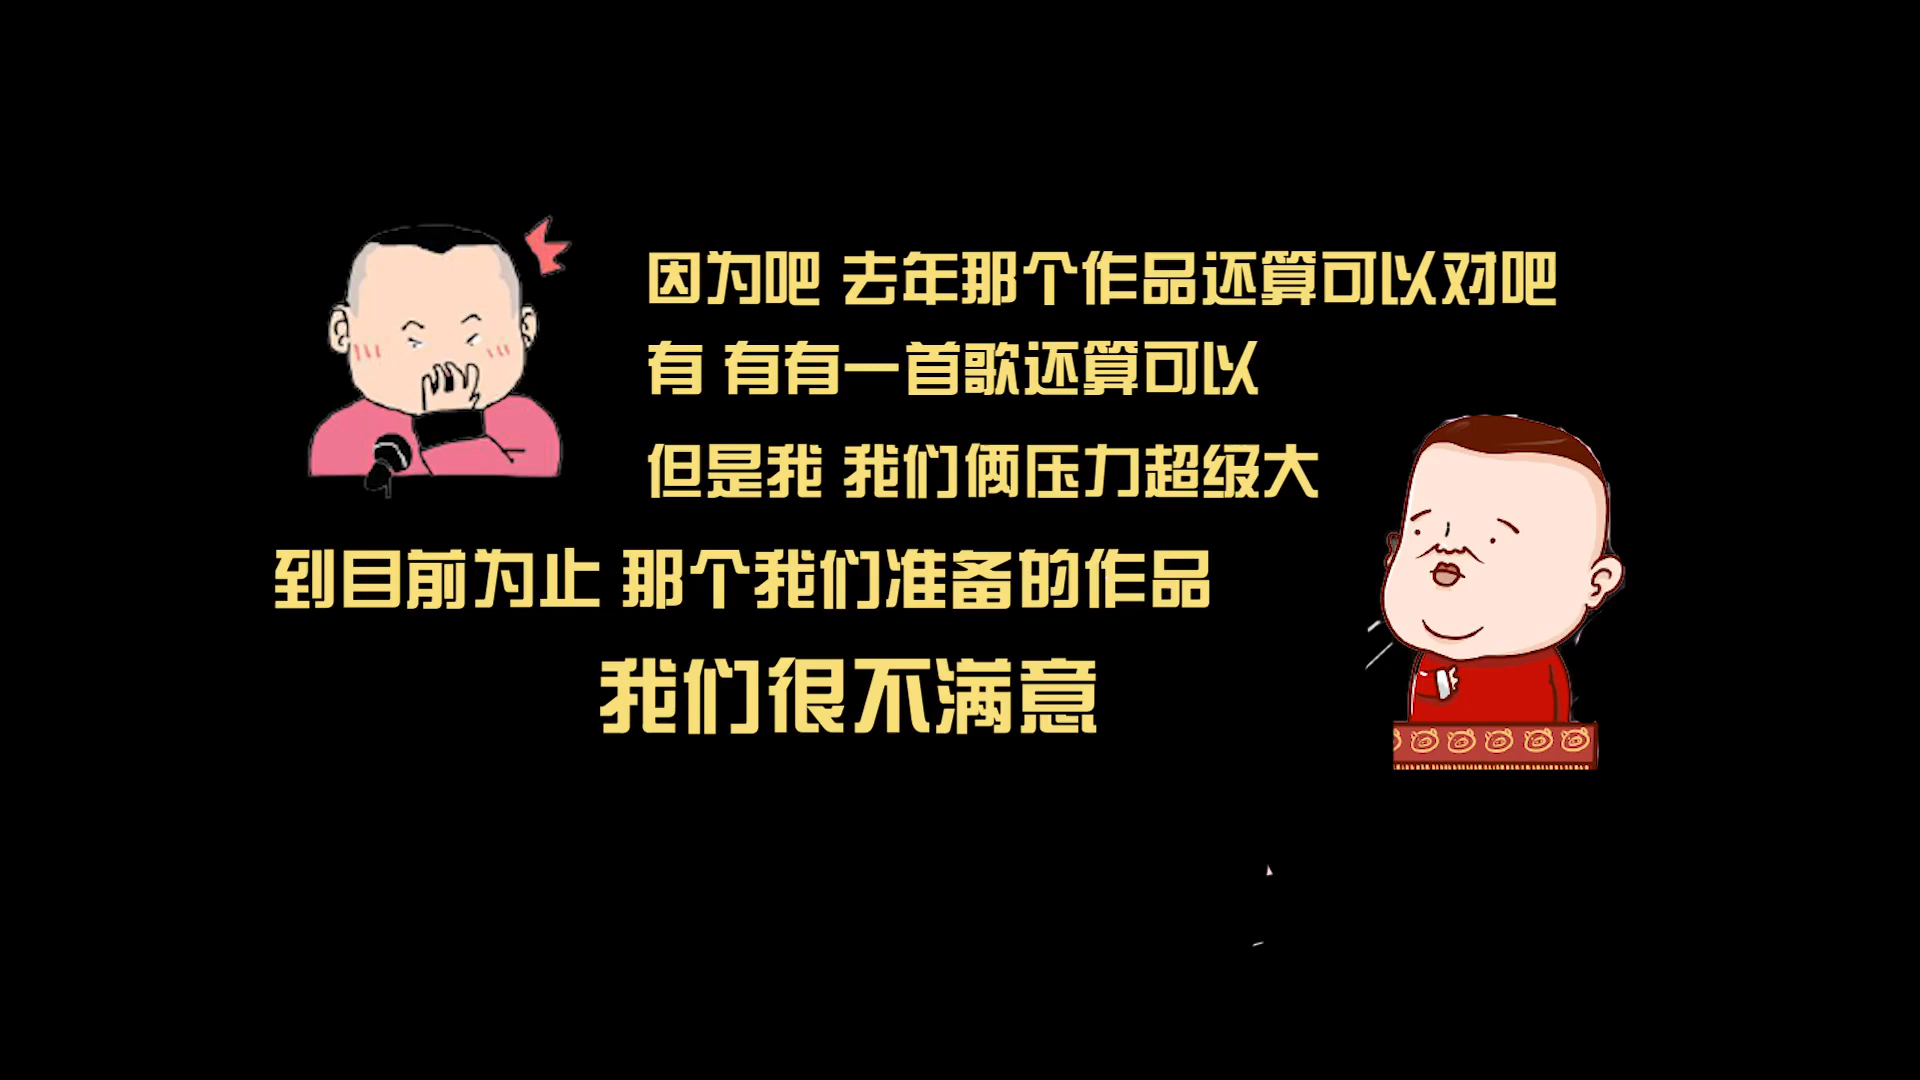 因为吧 去年那个作品还算可以对吧
有 有有一首歌还算可以
但是我 我们俩压力超级大
到目前为止 那个我们准备的作品
我们很不满意